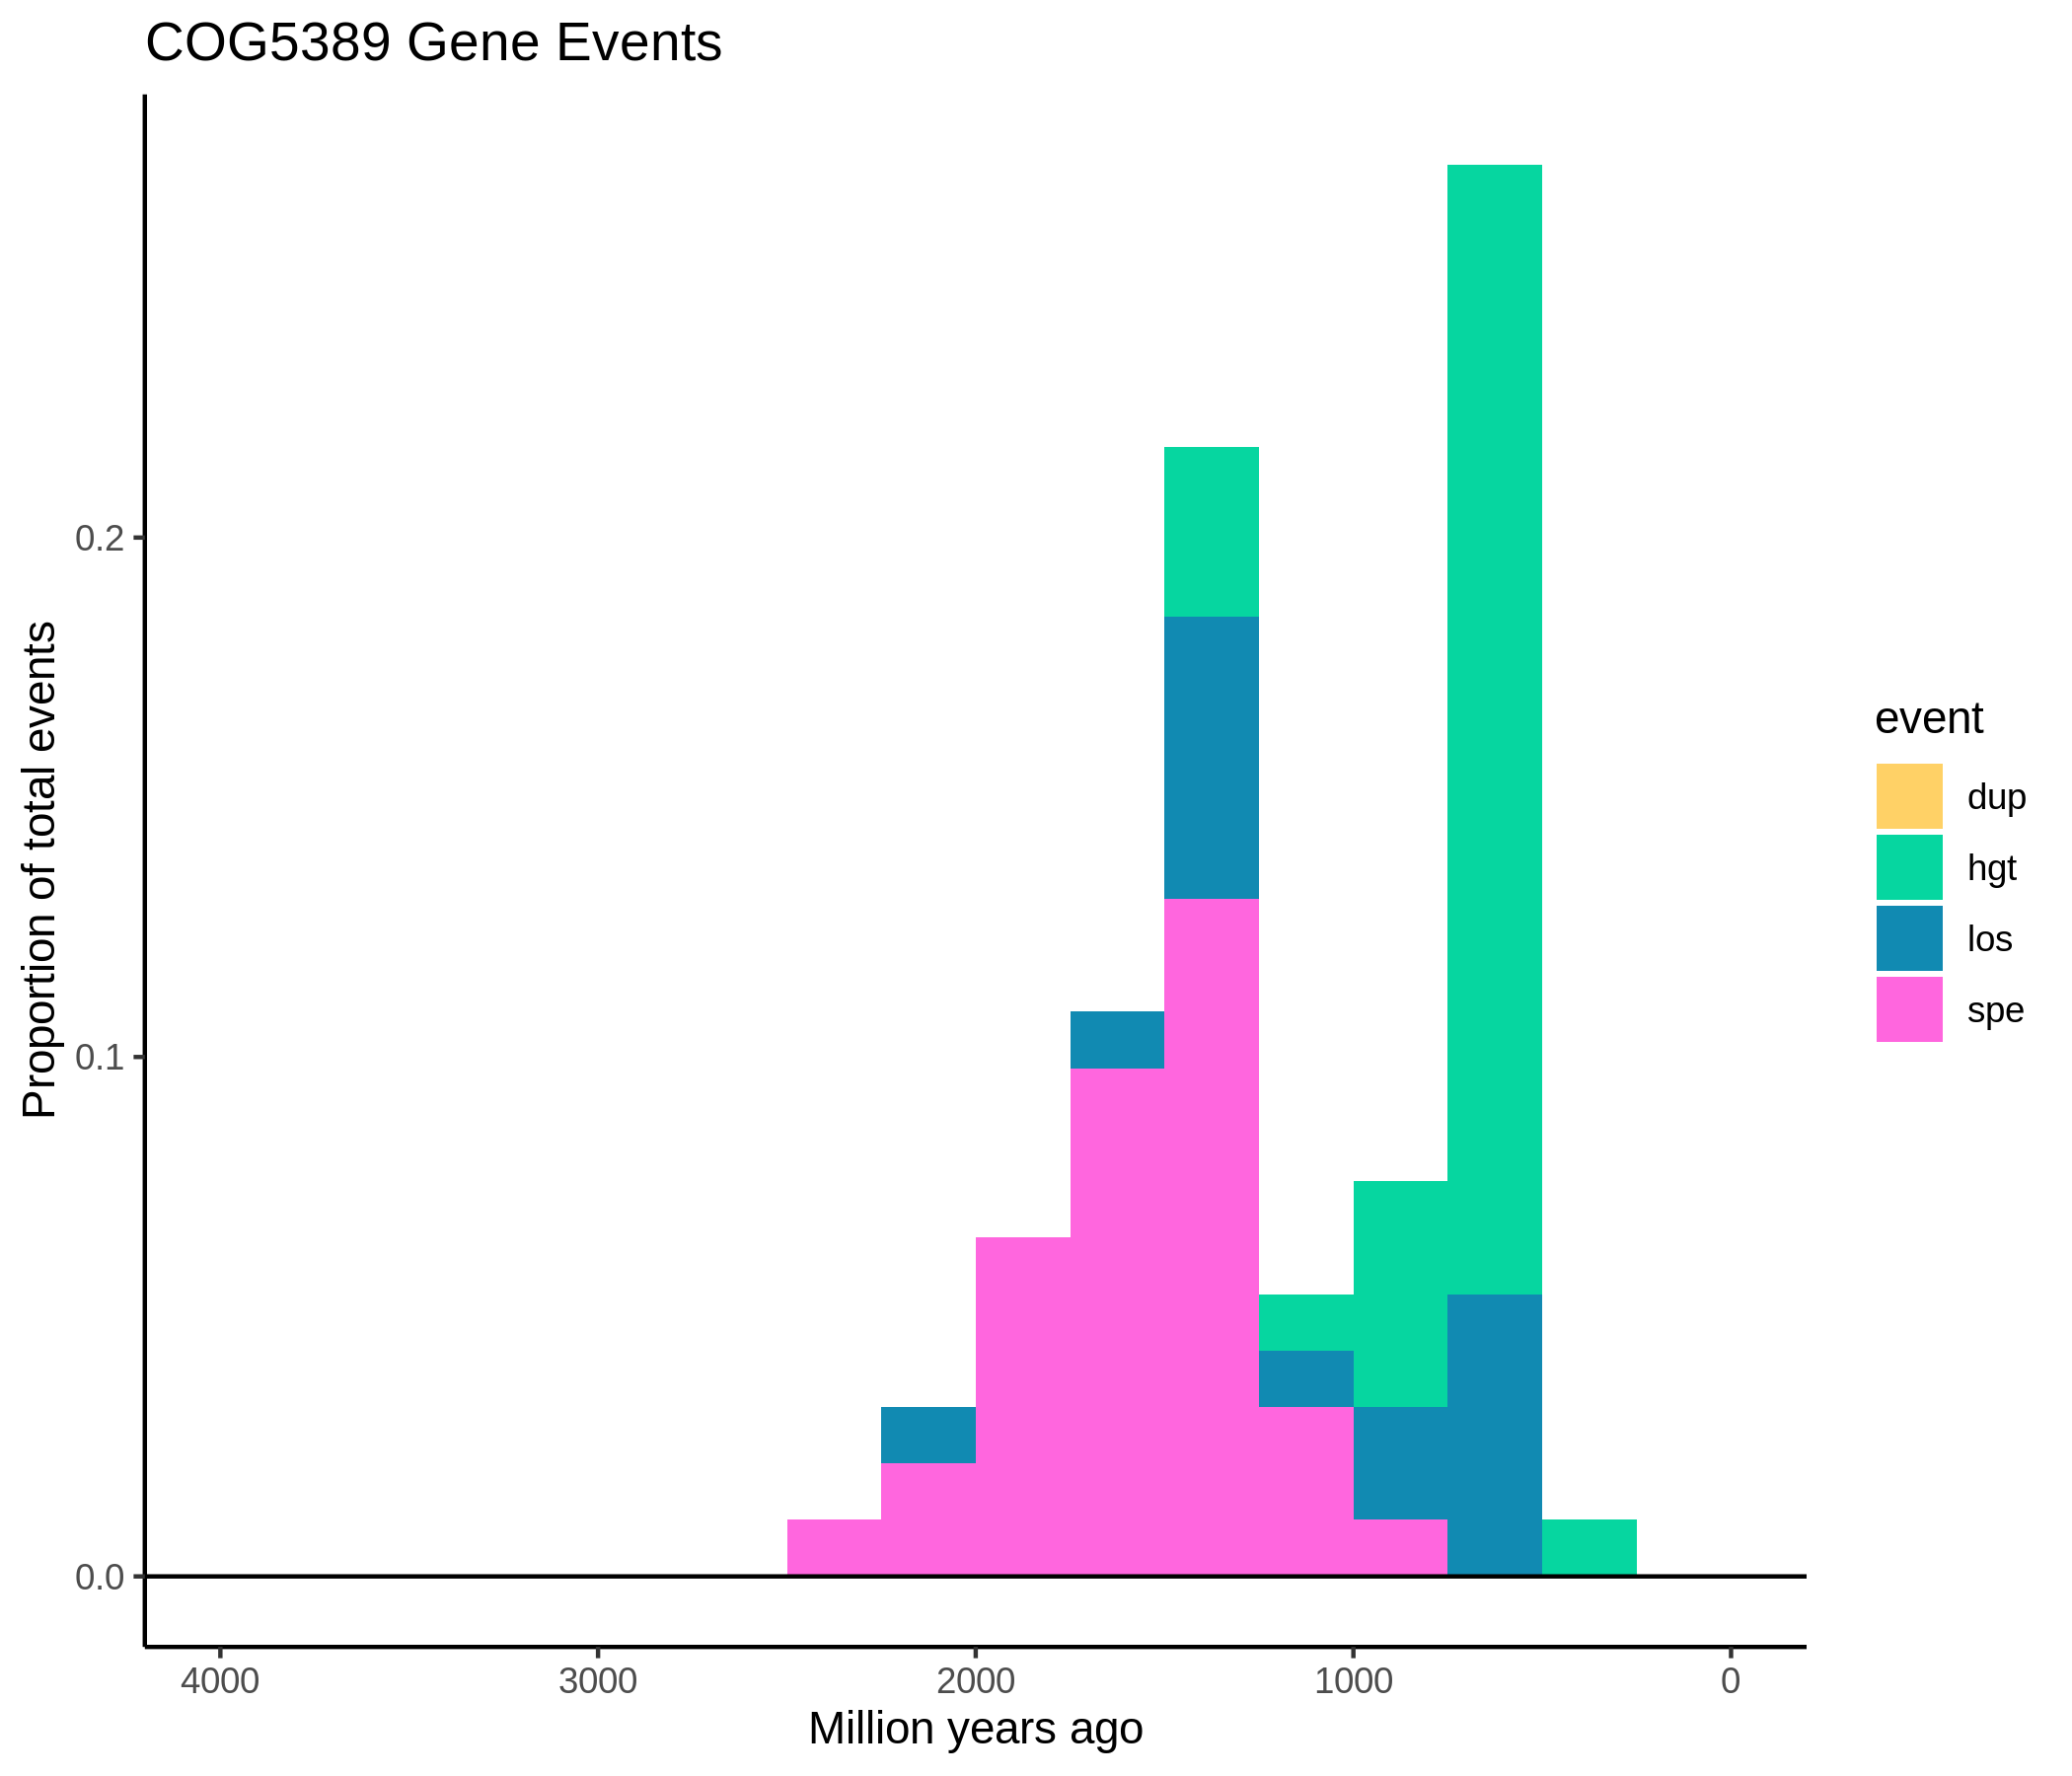 COG5389 Gene Events
Proportion of total events
0.2
0.1
0.0
4000 3000 2000 1000 0
Million years ago
event
dup
hgt
los
spe